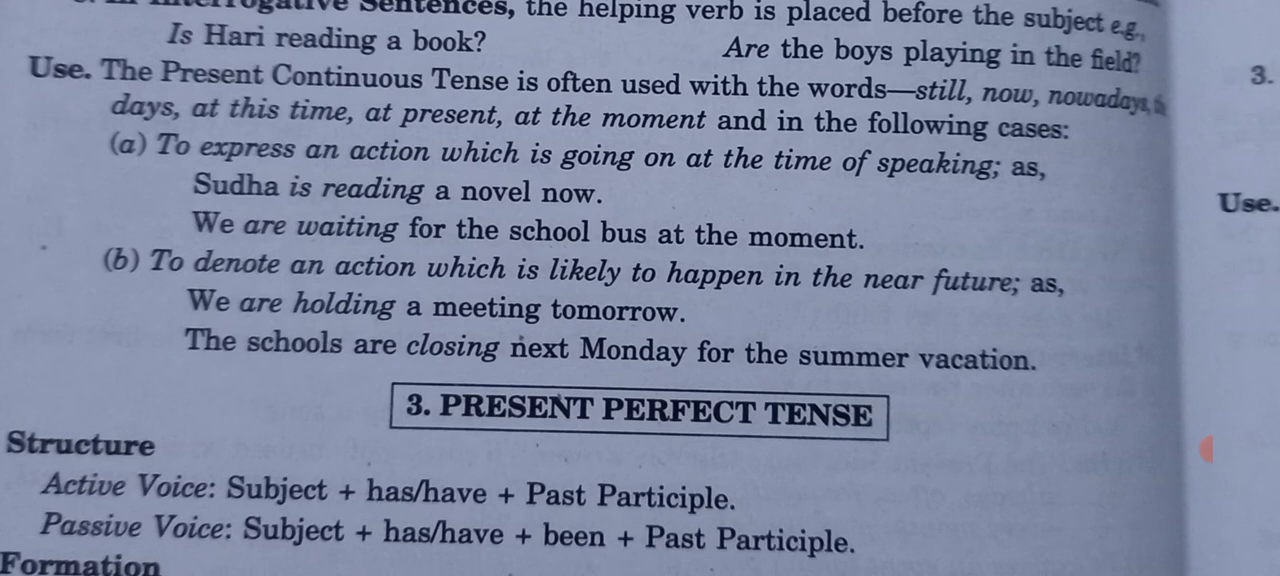 In Interrogative Sentences, the helping verb is placed before the subject e.g.,
Is Hari reading a book? Are the boys playing in the field?
Use. The Present Continuous Tense is often used with the words—still, now, nowadays,
days, at this time, at present, at the moment and in the following cases:
(a) To express an action which is going on at the time of speaking; as,
Sudha is reading a novel now.
We are waiting for the school bus at the moment.
(b) To denote an action which is likely to happen in the near future; as,
We are holding a meeting tomorrow.
The schools are closing next Monday for the summer vacation.
3. PRESENT PERFECT TENSE
Structure
Active Voice: Subject + has/have + Past Participle.
Passive Voice: Subject + has/have + been + Past Participle.
Formation
3.
Use.